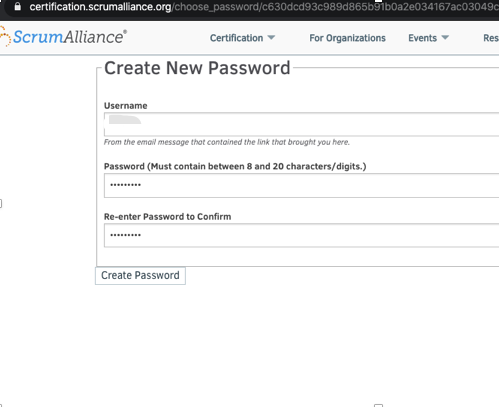 certification.scrumalliance.org/choose_password/c630dcd93c989d865b91b0a2e034167ac03049c
ScrumAlliance®
Certification
For Organizations
Events
Res
Create New Password
Username
From the email message that contained the link that brought you here.
Password (Must contain between 8 and 20 characters/digits.)
•••••••••
Re-enter Password to Confirm
•••••••••
Create Password